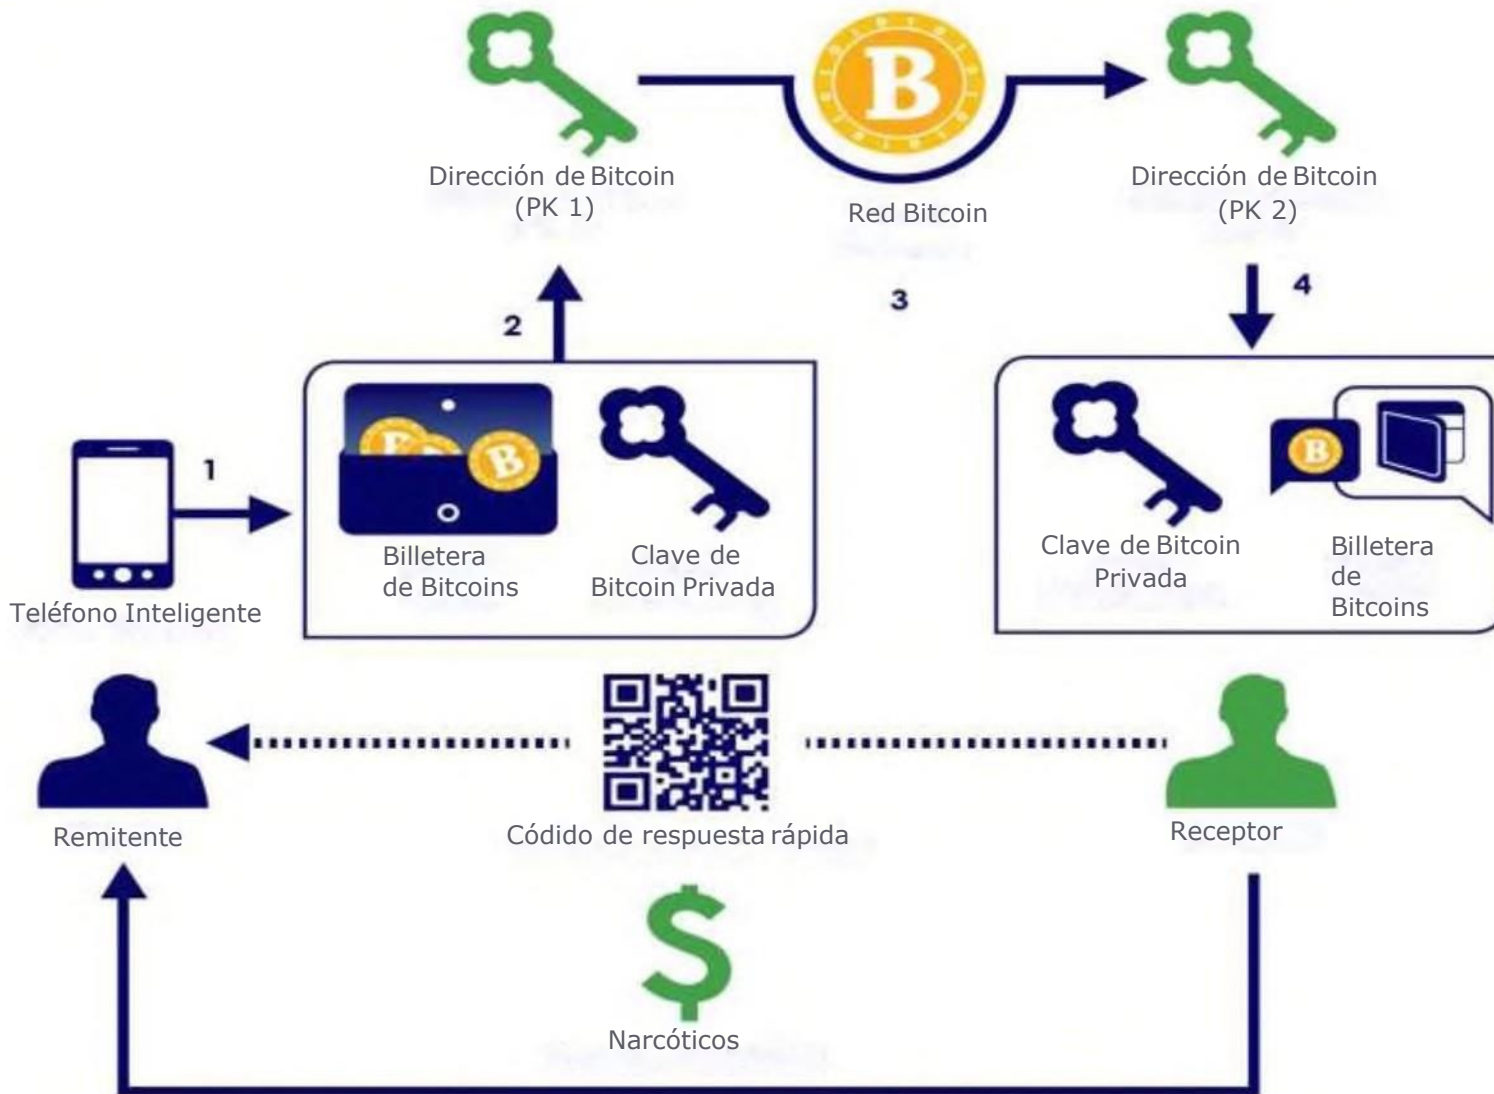 Dirección de Bitcoin
(PK 1)
Red Bitcoin
Dirección de Bitcoin
(PK 2)
2
3
4
1
Billetera
de Bitcoins
Clave de
Bitcoin Privada
Clave de Bitcoin
Privada
Billetera
de
Bitcoins
Teléfono Inteligente
Remitente
Códido de respuesta rápida
Receptor
$
Narcóticos